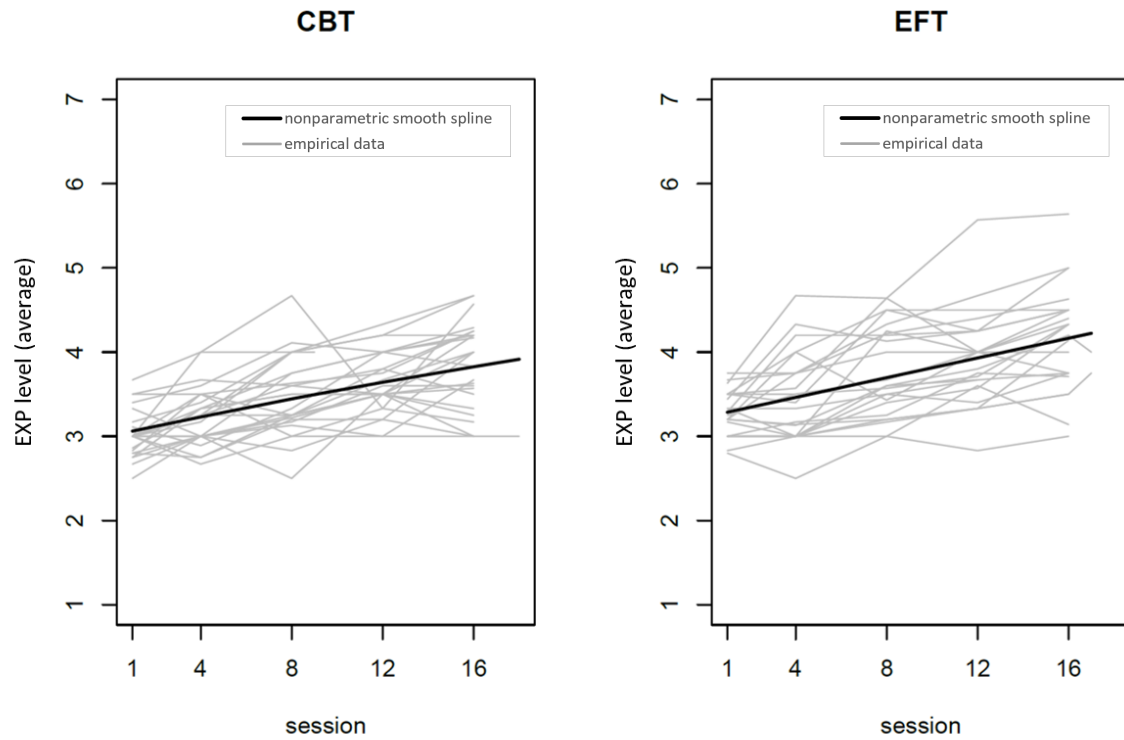 CBT
nonparametric smooth spline
empirical data
EXP level (average)
7
6
5
4
3
2
1
1 4 8 12 16
session
EFT
nonparametric smooth spline
empirical data
EXP level (average)
7
6
5
4
3
2
1
1 4 8 12 16
session